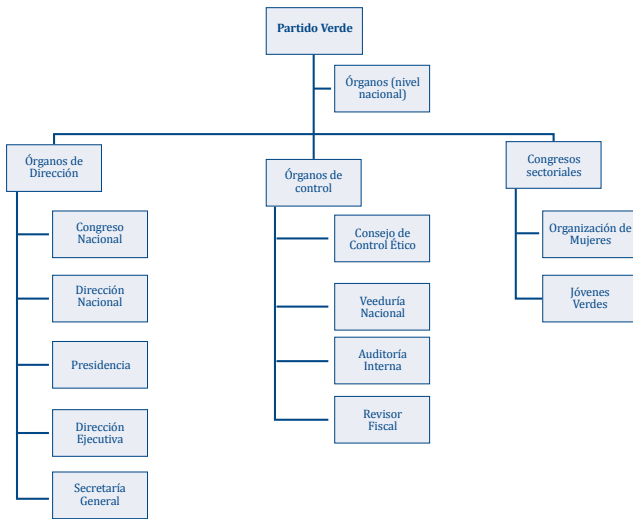 Partido Verde
Órganos (nivel
nacional)
Órganos de
Dirección
Congreso
Nacional
Dirección
Nacional
Presidencia
Dirección
Ejecutiva
Secretaría
General
Órganos de
control
Consejo de
Control Ético
Veeduría
Nacional
Auditoría
Interna
Revisor
Fiscal
Congresos
sectoriales
Organización de
Mujeres
Jóvenes
Verdes